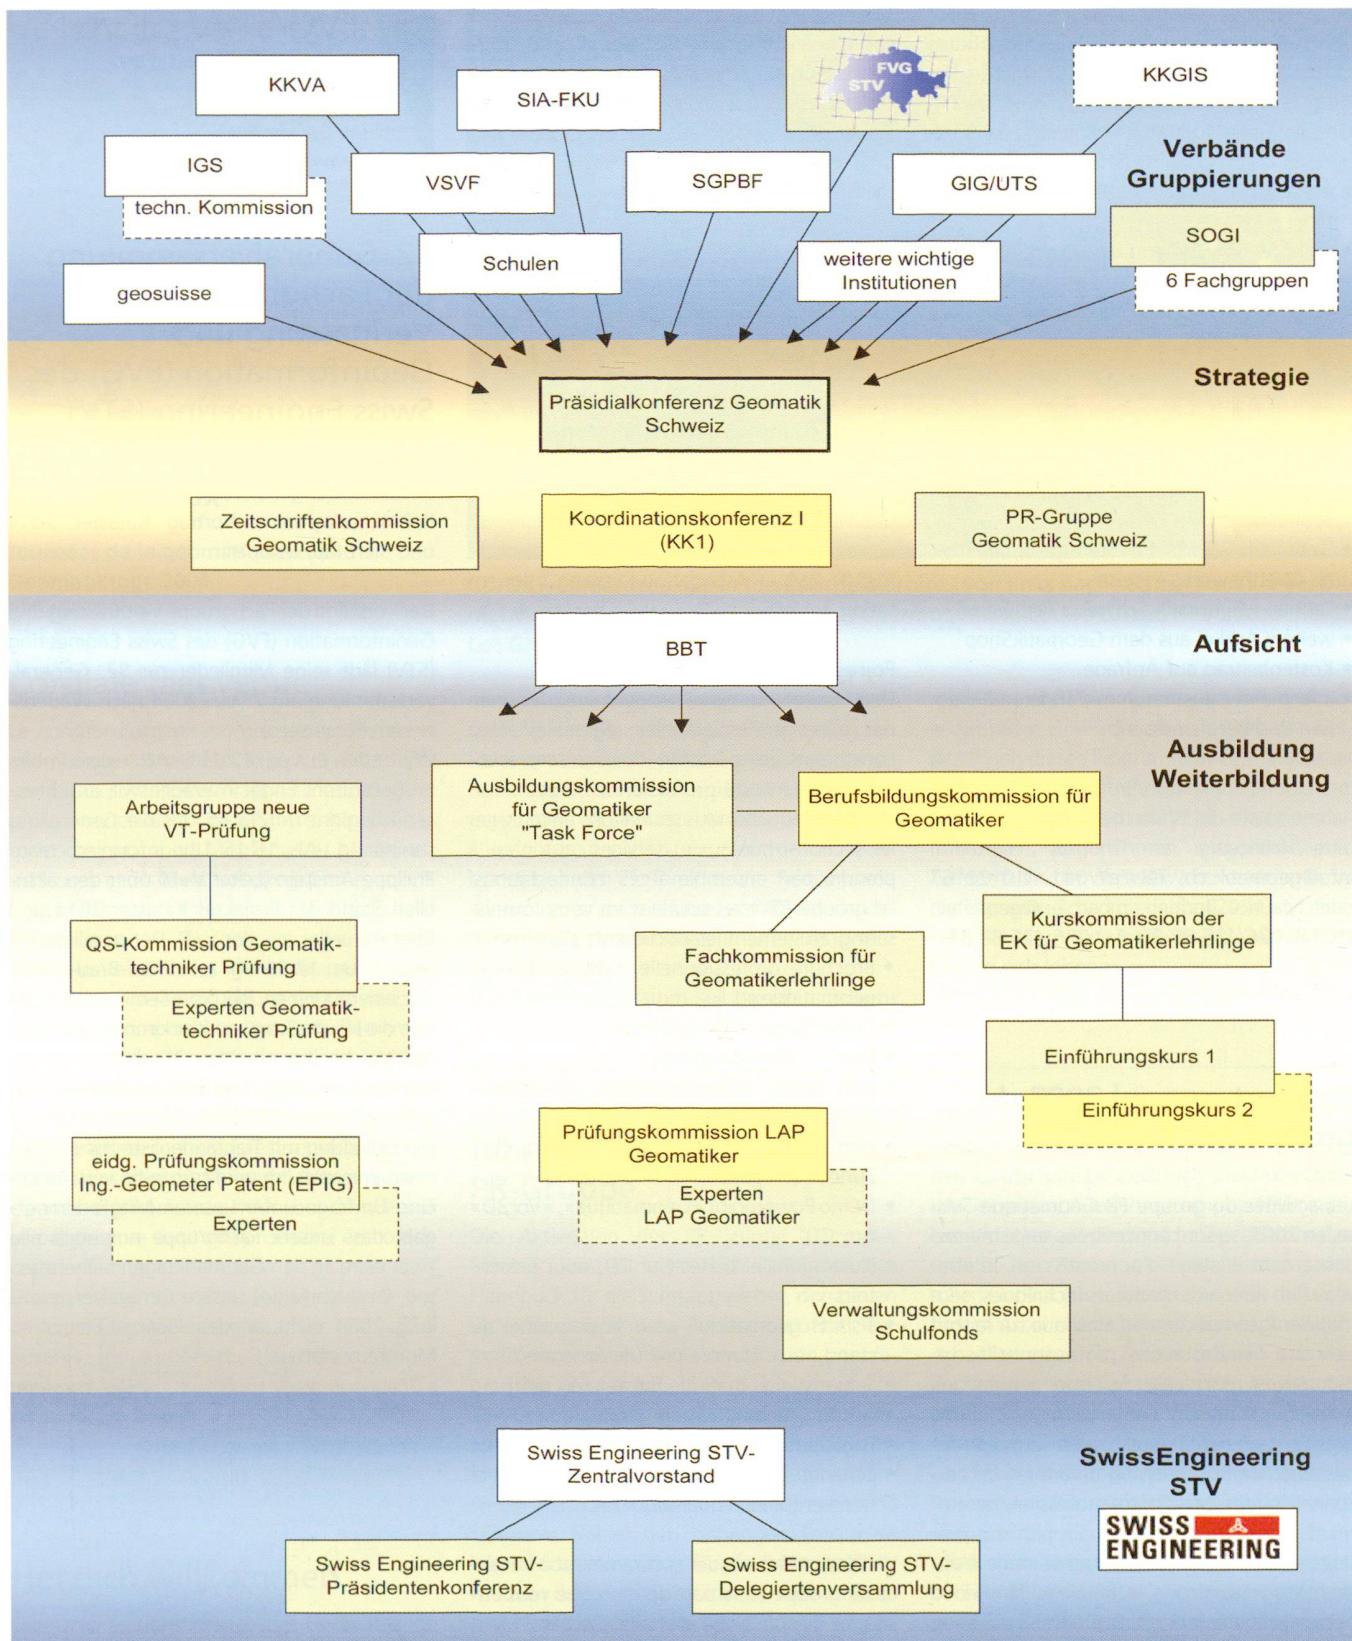 KKVA
SIA-FKU
FVG
STV
KKGIS
IGS
techn. Kommission
VSVF
SGPBF
GIG/UTS
Verbände
Gruppierungen
SOGI
6 Fachgruppen
geosuisse
Schulen
weitere wichtige
Institutionen
Strategie
Präsidialkonferenz Geomatik
Schweiz
Zeitschriftenkommission
Geomatik Schweiz
Koordinationskonferenz I
(KK1)
PR-Gruppe
Geomatik Schweiz
Aufsicht
BBT
Ausbildung
Weiterbildung
Arbeitsgruppe neue
VT-Prüfung
Ausbildungskommission
für Geomatiker
"Task Force"
Berufsbildungskommission für
Geomatiker
QS-Kommission Geomatik-
techniker Prüfung
Experten Geomatik-
techniker Prüfung
Fachkommission für
Geomatikerlehrlinge
Kurskommission der
EK für Geomatikerlehrlinge
Einführungskurs 1
Einführungskurs 2
eidg. Prüfungskommission
Ing.-Geometer Patent (EPIG)
Experten
Prüfungskommission LAP
Geomatiker
Experten
LAP Geomatiker
Verwaltungskommission
Schulfonds
Swiss Engineering STV-
Zentralvorstand
SwissEngineering
STV
SWISS
ENGINEERING
Swiss Engineering STV-
Präsidentenkonferenz
Swiss Engineering STV-
Delegiertenversammlung